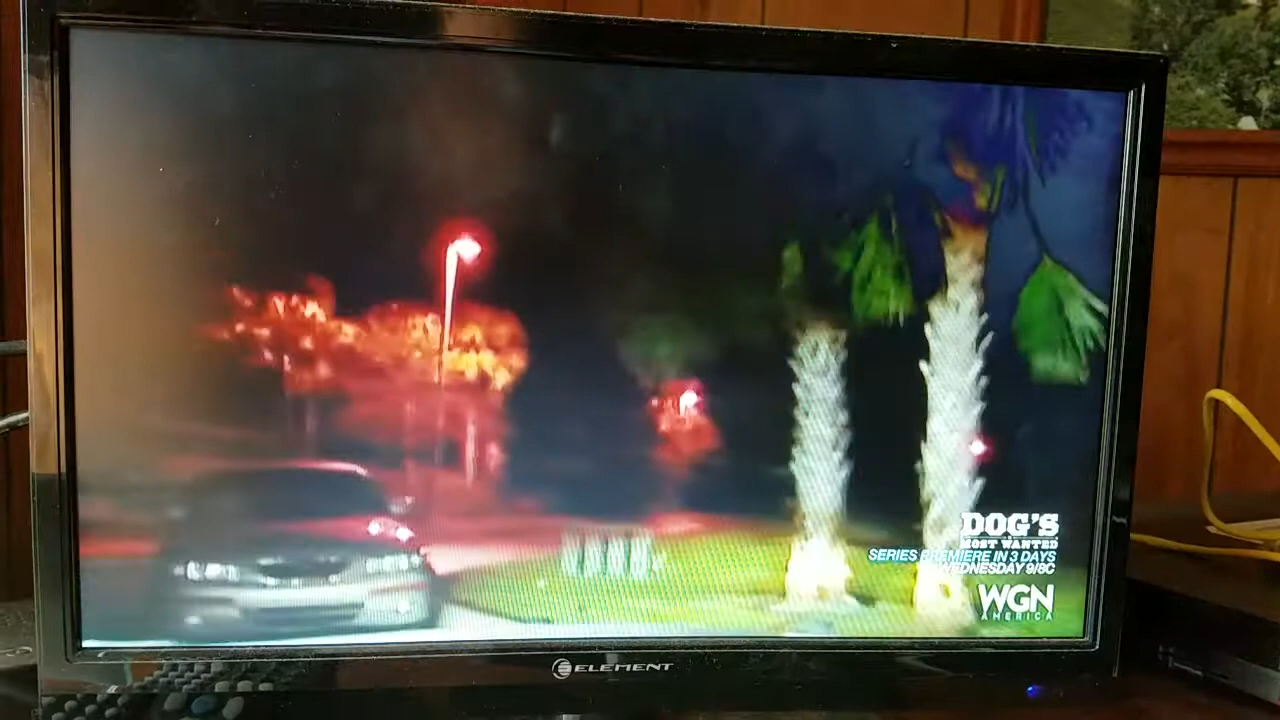 DOG'S
MOST WANTED
SERIES PREMIERE IN 3 DAYS
WEDNESDAY 9/8C
WGN
AMERICA
ELEMENT